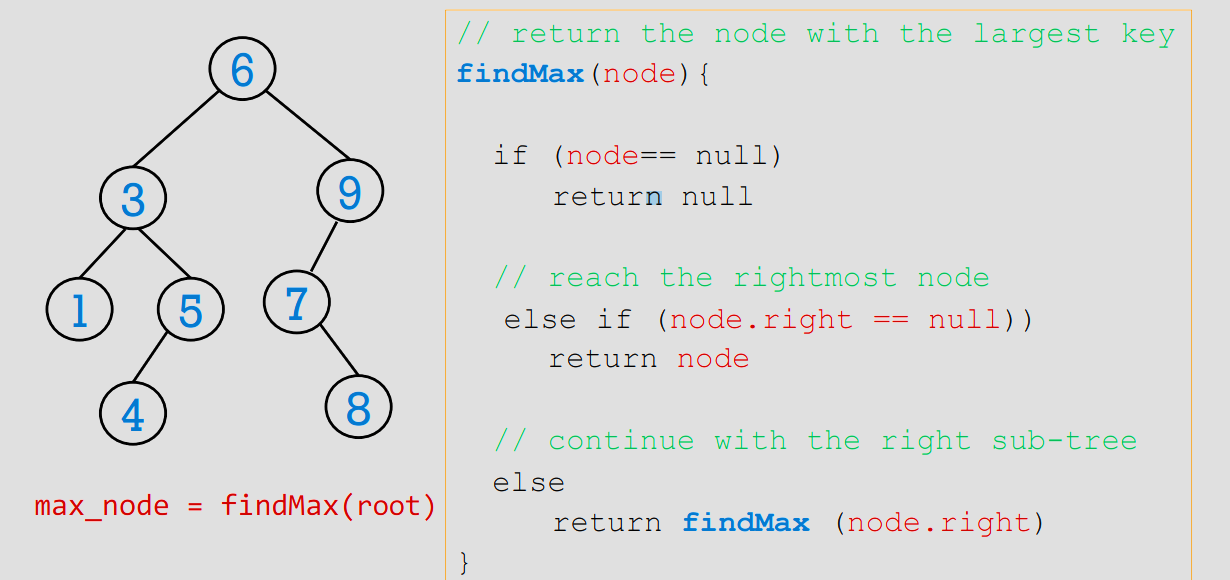 6
3
9
1
5
7
4
8
max_node = findMax(root)
// return the node with the largest key
findMax(node){
if (node== null)
return null
// reach the rightmost node
else if (node.right == null))
return node
// continue with the right sub-tree
else
return findMax (node.right)
}